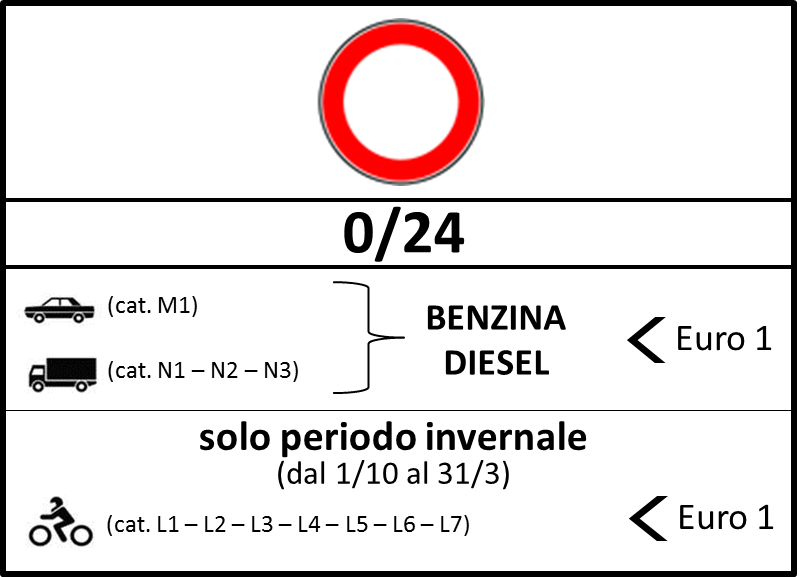 0/24
(cat. M1)
BENZINA
DIESEL
< Euro 1
(cat. N1 – N2 – N3)
solo periodo invernale
(dal 1/10 al 31/3)
(cat. L1 – L2 – L3 – L4 – L5 – L6 – L7)
< Euro 1